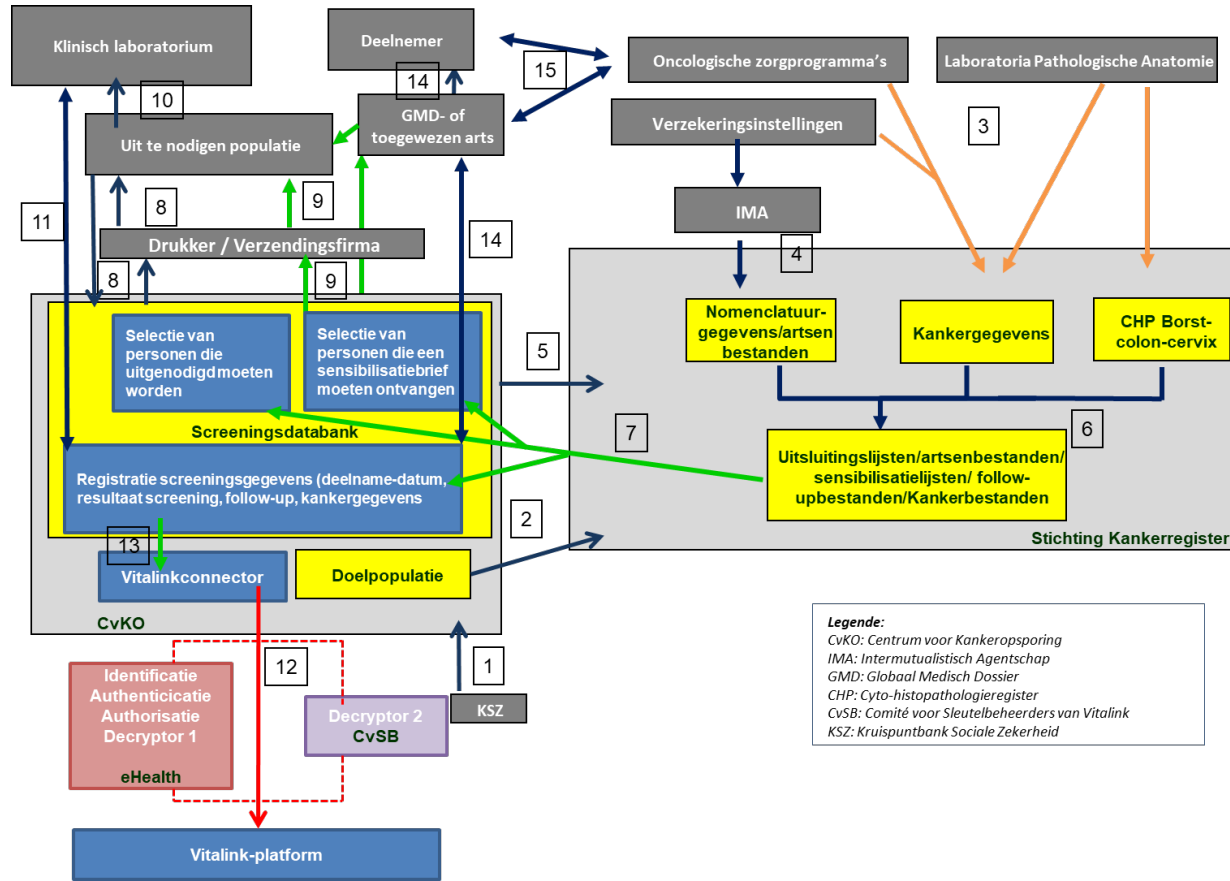 Klinisch laboratorium
Deelnemer
14
15
Oncologische zorgprogramma's
Laboratoria Pathologische Anatomie
10
Uit te nodigen populatie
GMD- of
toegewezen arts
Verzekeringsinstellingen
3
11
8
9
14
IMA
Drukker / Verzendingsfirma
8
9
4
Selectie van
personen die
uitgenodigd moeten
worden
Selectie van
personen die een
sensibilisatiebrief
moeten ontvangen
5
Nomenclatuur-
gegevens/artsen
bestanden
Kankergegevens
CHP Borst-
colon-cervix
Screeningsdatabank
7
6
Registratie screeningsgegevens (deelname-datum,
resultaat screening, follow-up, kankergegevens
Uitsluitingslijsten/artsenbestanden/
sensibilisatielijsten/ follow-
upbestanden/Kankerbestanden
2
Stichting Kankerregister
13
Vitalinkconnector
Doelpopulatie
CvKO
12
1
KSZ
Identificatie
Authenticicatie
Authorisatie
Decryptor 1
eHealth
Decryptor 2
CvSB
Vitalink-platform
Legende:
CvKO: Centrum voor Kankeropsporing
IMA: Intermutualistisch Agentschap
GMD: Globaal Medisch Dossier
CHP: Cyto-histopathologieregister
CvSB: Comité voor Sleutelbeheerders van Vitalink
KSZ: Kruispuntbank Sociale Zekerheid